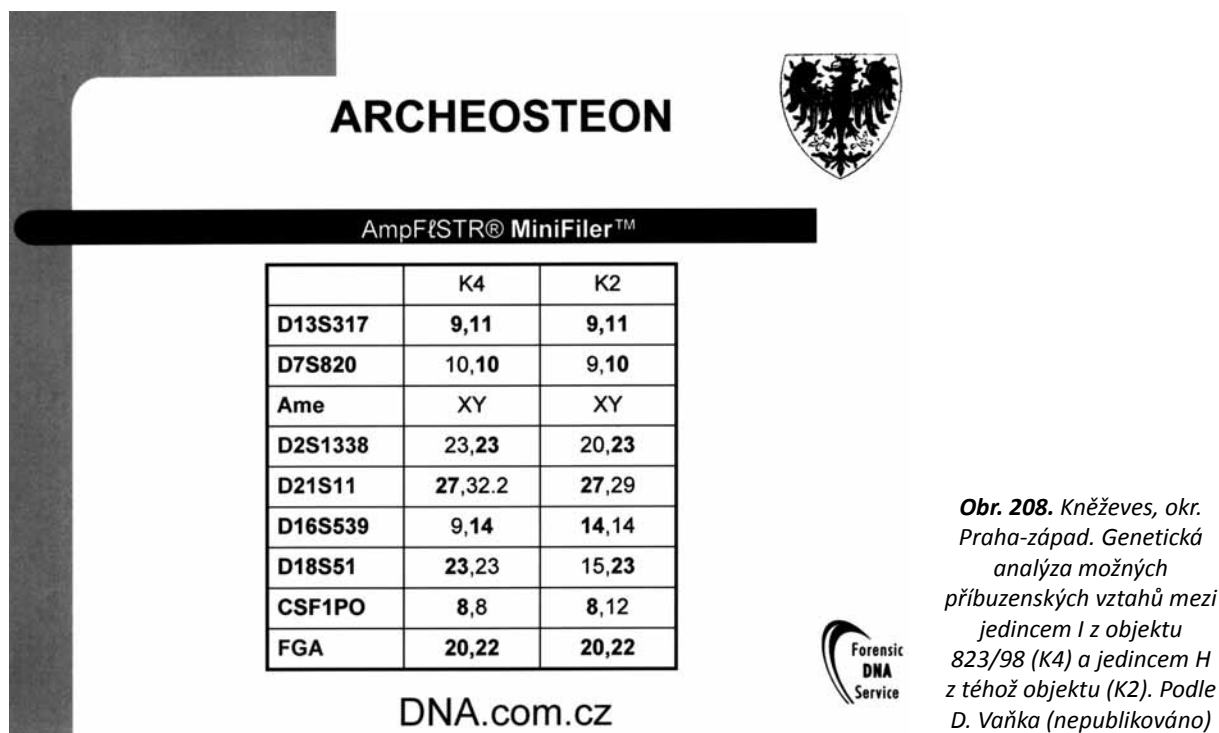 ARCHEOSTEON
AmpFℓSTR® MiniFiler™
K4 K2
D13S317 9,11 9,11
D7S820 10,10 9,10
Ame XY XY
D2S1338 23,23 20,23
D21S11 27,32.2 27,29
D16S539 9,14 14,14
D18S51 23,23 15,23
CSF1PO 8,8 8,12
FGA 20,22 20,22
Forensic
DNA
Service
DNA.com.cz
Obr. 208. Kněževes, okr.
Praha-západ. Genetická
analýza možných
příbuzenských vztahů mezi
jedincem I z objektu
823/98 (K4) a jedincem H
z téhož objektu (K2). Podle
D. Vaňka (nepublikováno)